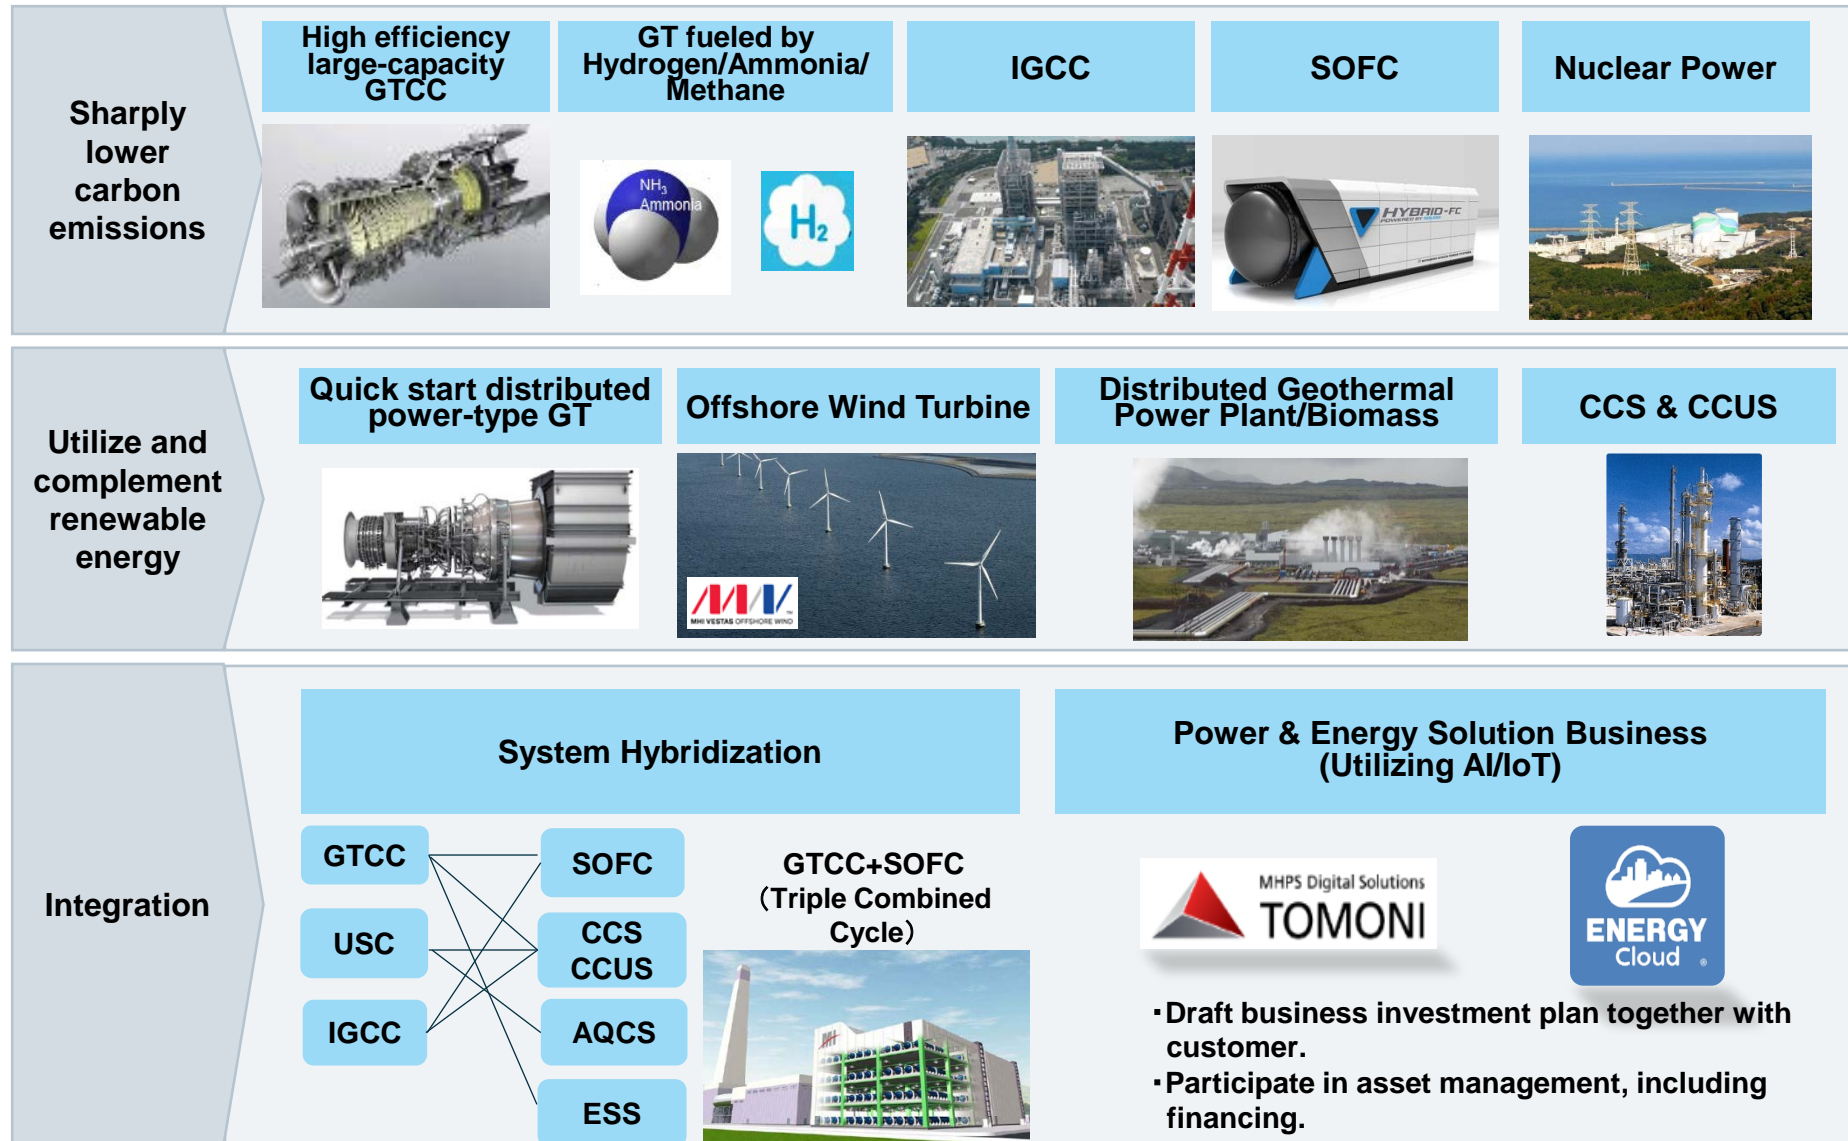 Sharply
lower
carbon
emissions
High efficiency
large-capacity
GTCC
GT fueled by
Hydrogen/Ammonia/
Methane
IGCC
SOFC
Nuclear Power
NH3
Ammonia
H2
HYBRID-FC
Utilize and
complement
renewable
energy
Quick start distributed
power-type GT
Offshore Wind Turbine
Distributed Geothermal
Power Plant/Biomass
CCS & CCUS
MHI VESTAS OFFSHORE WIND
TM
Integration
System Hybridization
Power & Energy Solution Business
(Utilizing AI/IoT)
GTCC
USC
IGCC
SOFC
CCS
CCUS
AQCS
ESS
GTCC+SOFC
（Triple Combined
Cycle）
MHPS Digital Solutions
TOMONI
ENERGY
Cloud ®
・Draft business investment plan together with
customer.
・Participate in asset management, including
financing.